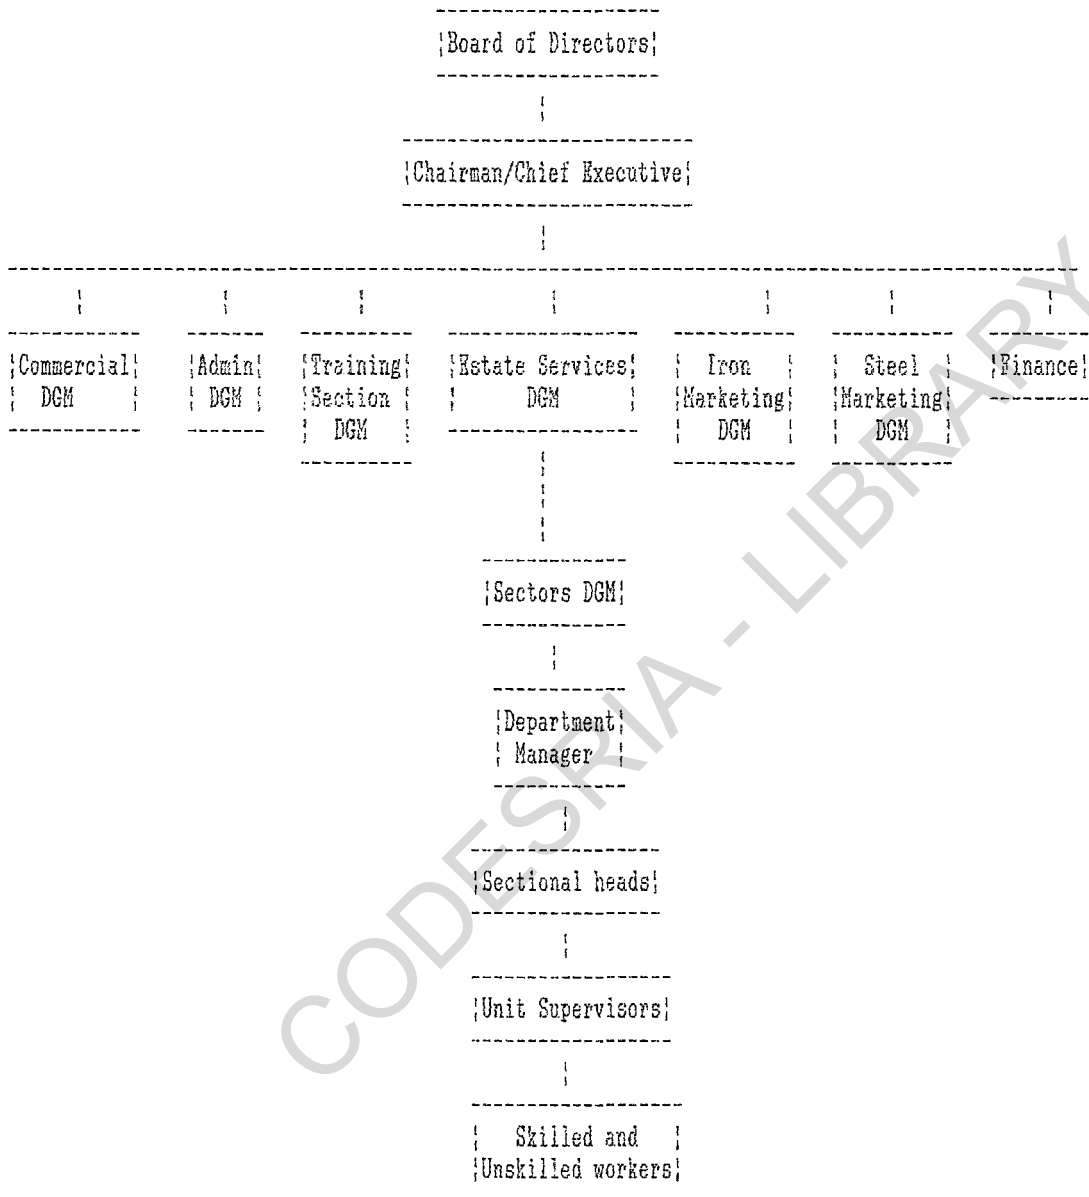 Board of Directors
Chairman/Chief Executive
Commercial
DGM
Admin
DGM
Training
Section
DGM
Estate Services
DGM
Iron
Marketing
DGM
Steel
Marketing
DGM
Finance
Sectors DGM
Department
Manager
Sectional heads
Unit Supervisors
Skilled and
Unskilled workers
CODESRIA - LIBRARY